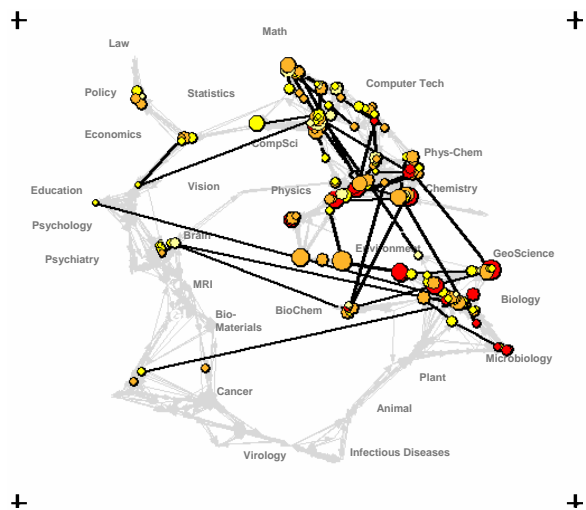 Math
Law
Computer Tech
Policy
Statistics
Economics
CompSci
Phys-Chem
Education
Vision
Physics
Chemistry
Psychology
Brain
Environment
GeoScience
Psychiatry
MRI
Biology
BioChem
Bio-
Materials
Microbiology
Plant
Cancer
Animal
Virology
Infectious Diseases